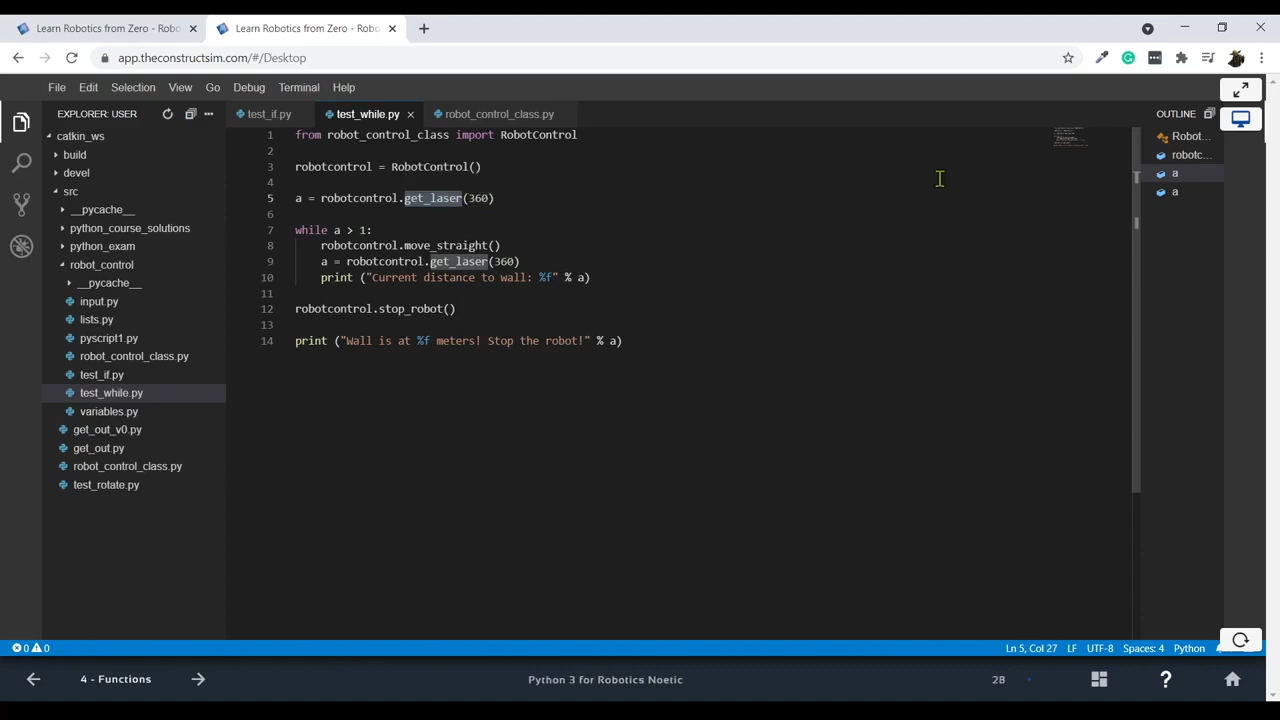 Learn Robotics from Zero - Robo
Learn Robotics from Zero - Robo
app.theconstructsim.com/#/Desktop
File Edit Selection View Go Debug Terminal Help
EXPLORER: USER
catkin_ws
build
devel
src
__pycache__
python_course_solutions
python_exam
robot_control
__pycache__
input.py
lists.py
pyscript1.py
robot_control_class.py
test_if.py
test_while.py
variables.py
get_out_v0.py
get_out.py
robot_control_class.py
test_rotate.py
test_if.py test_while.py robot_control_class.py
1 from robot_control_class import RobotControl
2
3 robotcontrol = RobotControl()
4
5 a = robotcontrol.get_laser(360)
6
7 while a > 1:
8 robotcontrol.move_straight()
9 a = robotcontrol.get_laser(360)
10 print ("Current distance to wall: %f" % a)
11
12 robotcontrol.stop_robot()
13
14 print ("Wall is at %f meters! Stop the robot!" % a)
OUTLINE
Robot...
robotc...
a
a
0 0 Ln 5, Col 27 LF UTF-8 Spaces: 4 Python
4 - Functions Python 3 for Robotics Noetic 28 ?